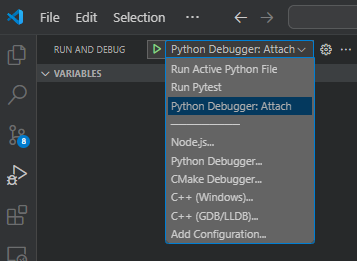 File Edit Selection ...
RUN AND DEBUG Python Debugger: Attach ...
VARIABLES
Run Active Python File
Run Pytest
Python Debugger: Attach
Node.js...
8
Python Debugger...
CMake Debugger...
C++ (Windows)...
C++ (GDB/LLDB)...
Add Configuration...